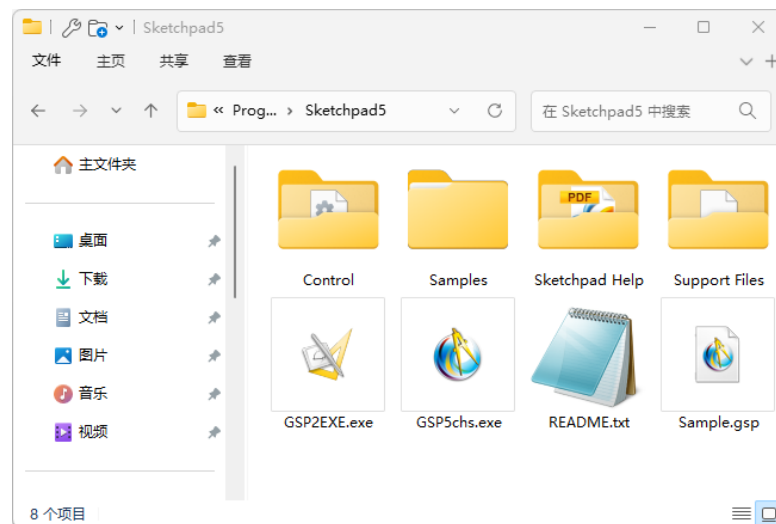 Sketchpad5
文件 主页 共享 查看
« Prog... › Sketchpad5
在 Sketchpad5 中搜索
主文件夹
桌面
下载
文档
图片
音乐
视频
PDF
Control Samples Sketchpad Help Support Files
GSP2EXE.exe GSP5chs.exe README.txt Sample.gsp
8 个项目